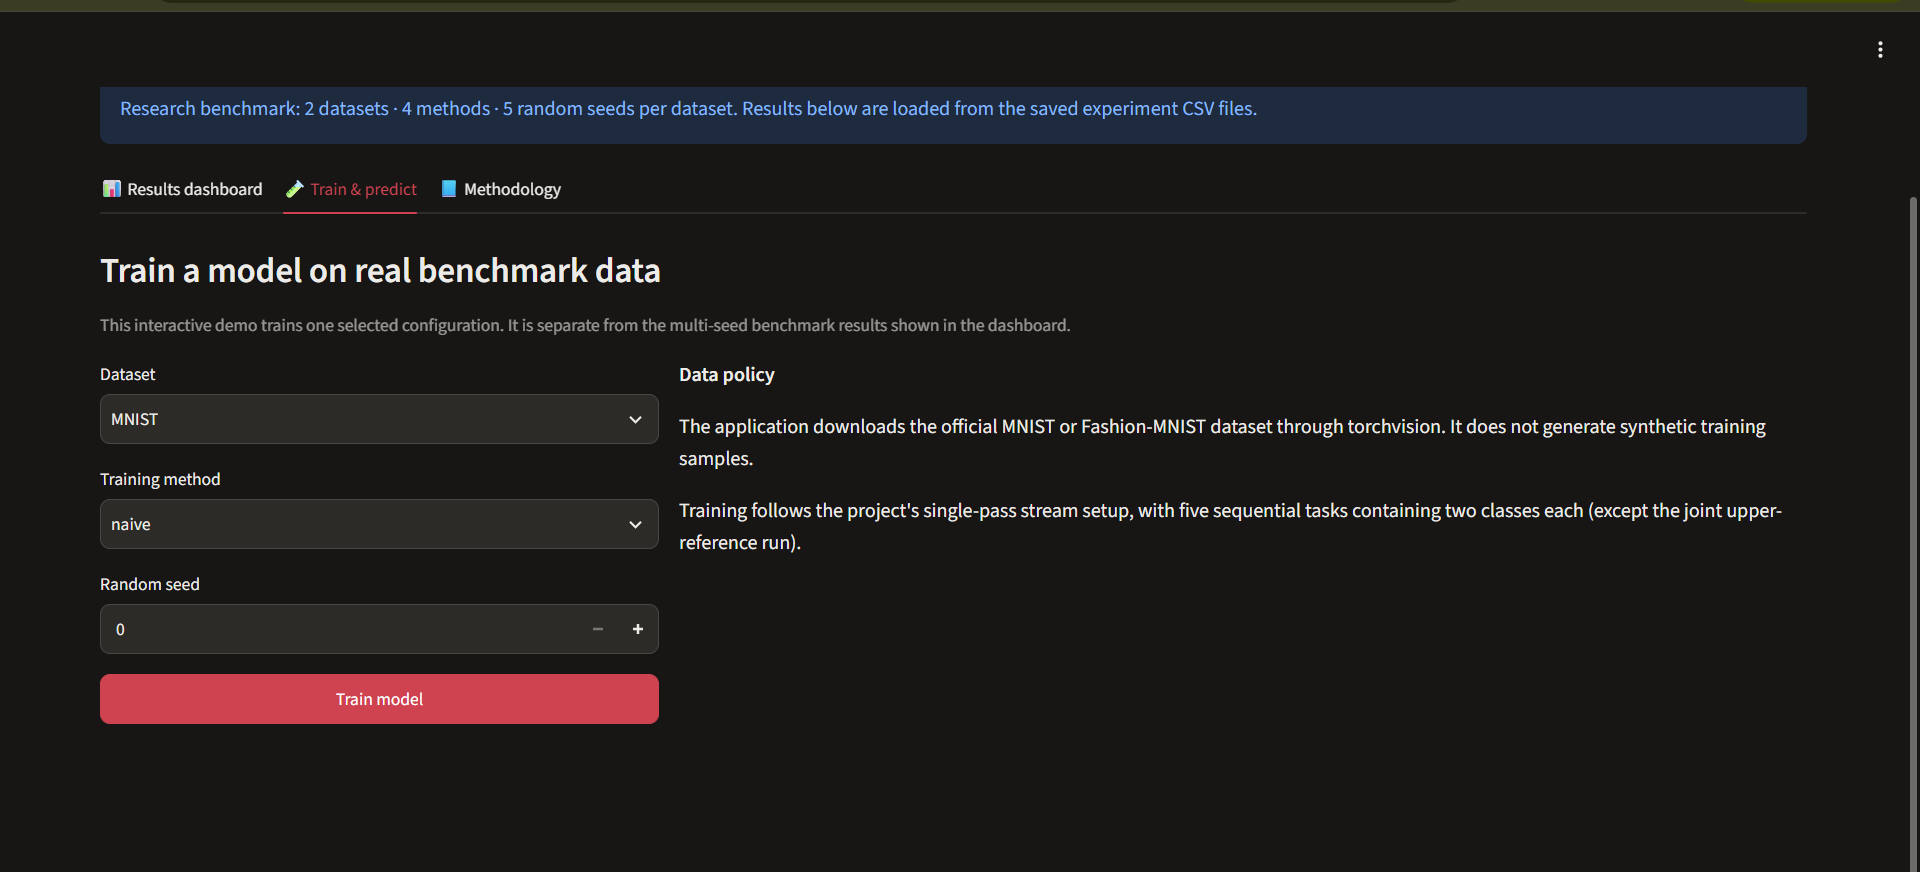 Research benchmark: 2 datasets · 4 methods · 5 random seeds per dataset. Results below are loaded from the saved experiment CSV files.
Results dashboard
Train & predict
Methodology
Train a model on real benchmark data
This interactive demo trains one selected configuration. It is separate from the multi-seed benchmark results shown in the dashboard.
Dataset
MNIST
Training method
naive
Random seed
0
Train model
Data policy
The application downloads the official MNIST or Fashion-MNIST dataset through torchvision. It does not generate synthetic training
samples.
Training follows the project's single-pass stream setup, with five sequential tasks containing two classes each (except the joint upper-
reference run).